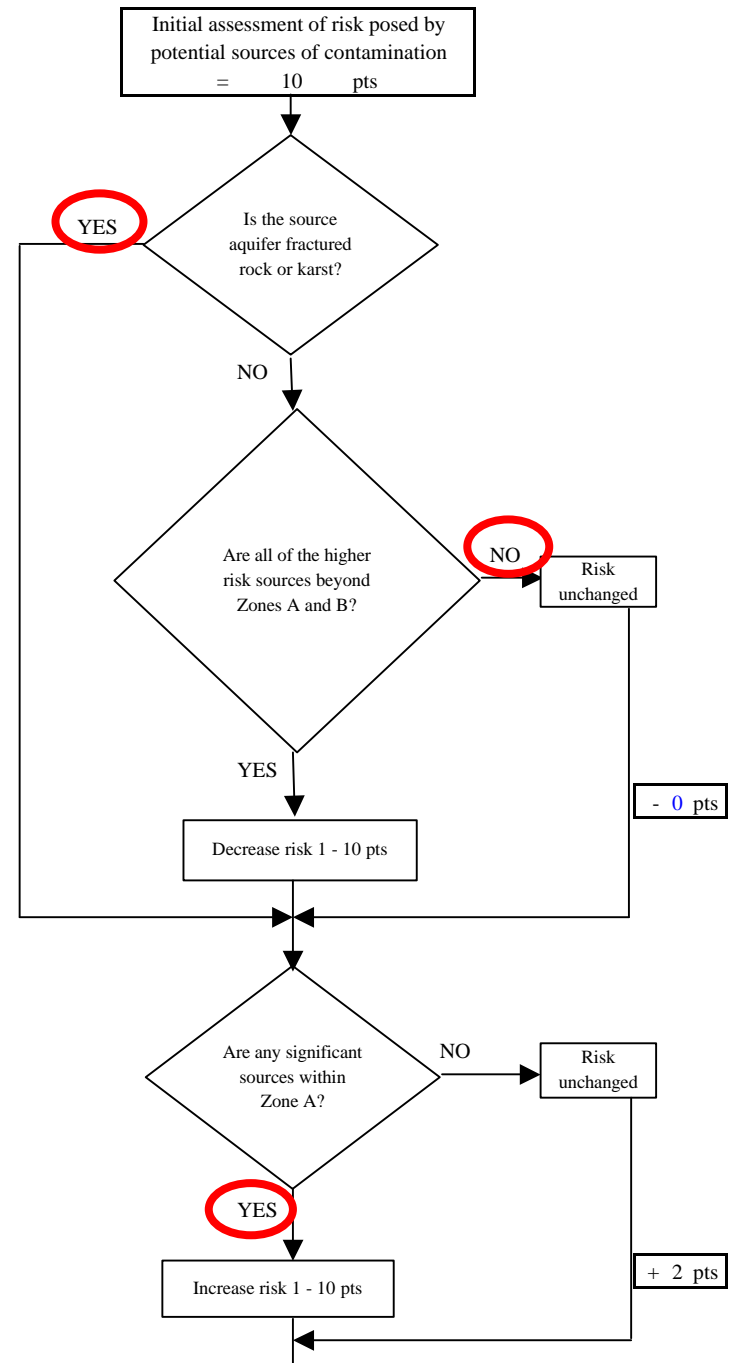 Initial assessment of risk posed by
potential sources of contamination
= 10 pts
YES
Is the source
aquifer fractured
rock or karst?
NO
Are all of the higher
risk sources beyond
Zones A and B?
NO
Risk
unchanged
YES
- 0 pts
Decrease risk 1 - 10 pts
Are any significant
sources within
Zone A?
NO
Risk
unchanged
YES
+ 2 pts
Increase risk 1 - 10 pts